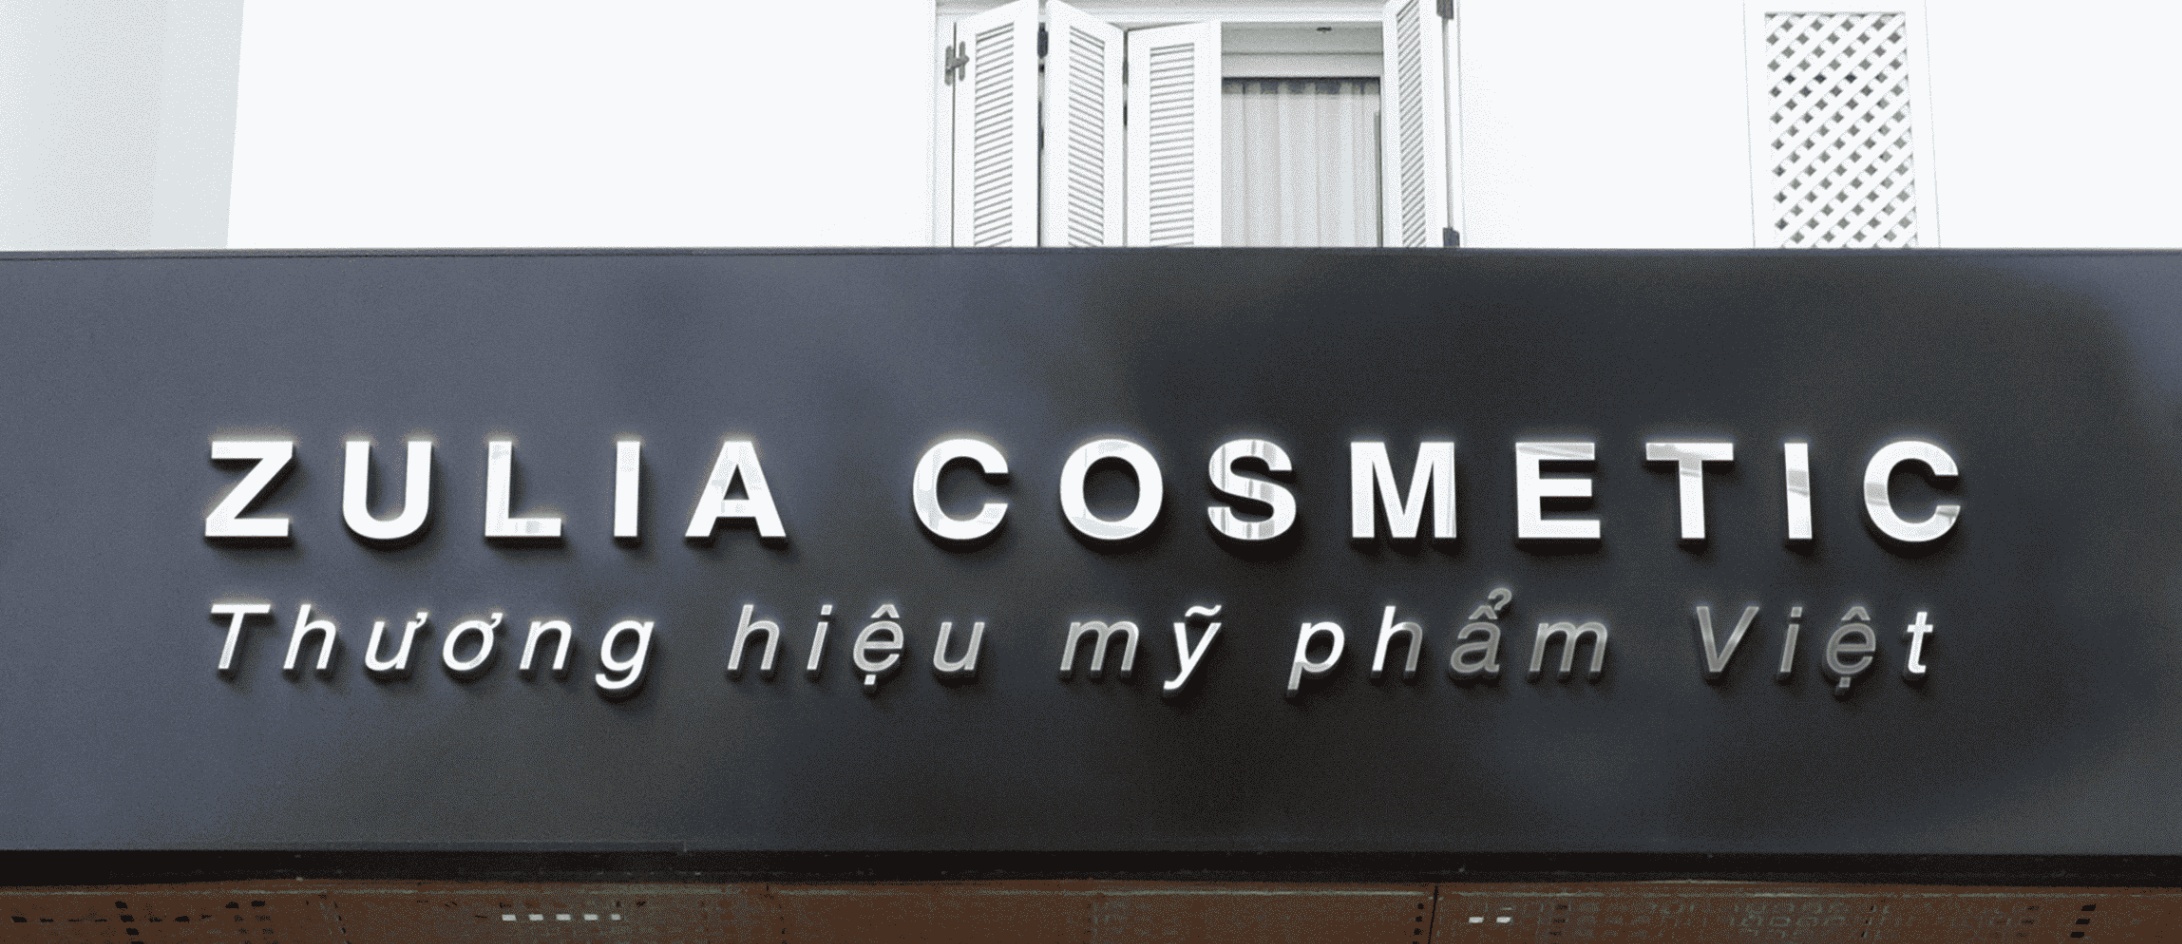 ZULIA COSMETIC
Thương hiệu mỹ phẩm Việt